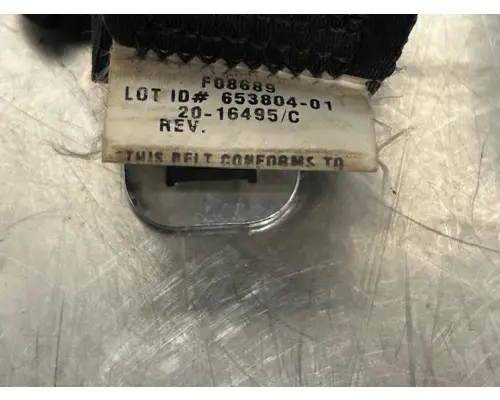 F08689
LOT ID# 653804-01
20-16495/C
REV.
THIS BELT CONFORMS TO